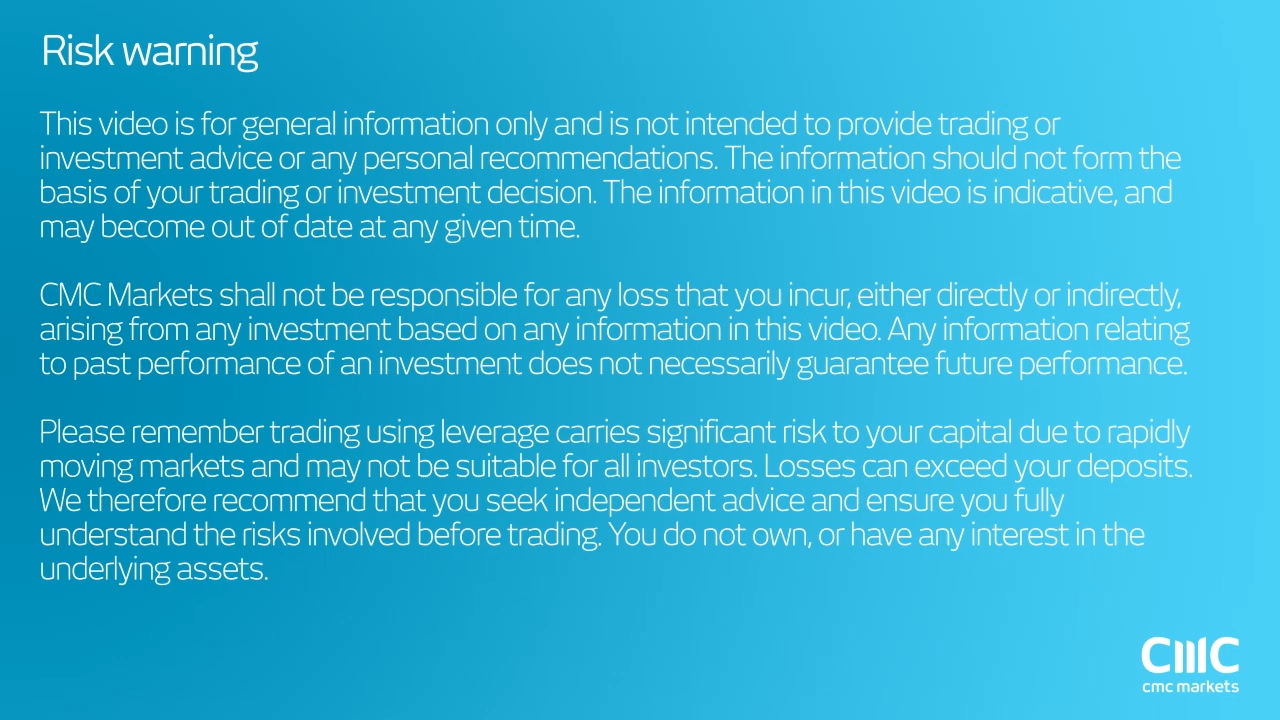 Risk warning
This video is for general information only and is not intended to provide trading or
investment advice or any personal recommendations. The information should not form the
basis of your trading or investment decision. The information in this video is indicative, and
may become out of date at any given time.
CMC Markets shall not be responsible for any loss that you incur, either directly or indirectly,
arising from any investment based on any information in this video. Any information relating
to past performance of an investment does not necessarily guarantee future performance.
Please remember trading using leverage carries significant risk to your capital due to rapidly
moving markets and may not be suitable for all investors. Losses can exceed your deposits.
We therefore recommend that you seek independent advice and ensure you fully
understand the risks involved before trading. You do not own, or have any interest in the
underlying assets.
CMC
cmc markets